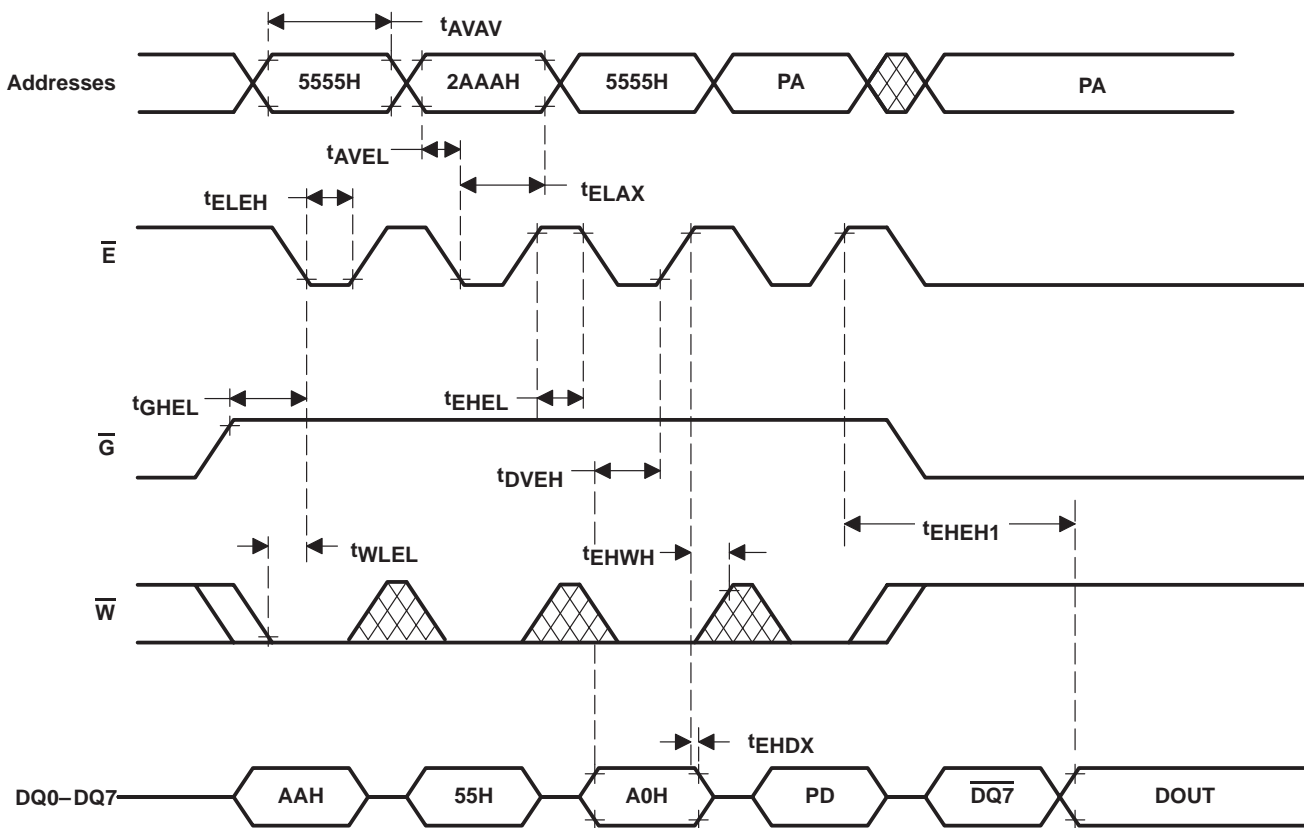 tAVAV
Addresses 5555H 2AAAH 5555H PA PA
tAVEL
tELAX
tELEH
E̅
tGHEL tEHEL
G̅
tDVEH
tEHEH1
tWLEL tEHWH
W̅
tEHDX
DQ0–DQ7 AAH 55H A0H PD D̅Q̅7̅ DOUT